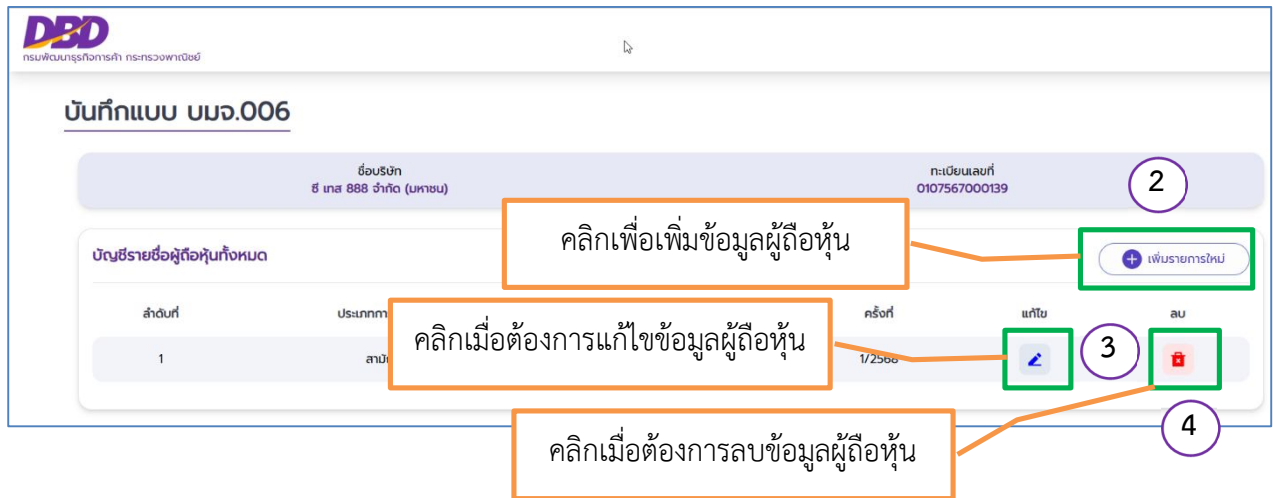 DBD
กรมพัฒนาธุรกิจการค้า กระทรวงพาณิชย์
บันทึกแบบ บมจ.006
ชื่อบริษัท ทะเบียนเลขที่
ซี เทส 888 จำกัด (มหาชน) 0107567000139
2
คลิกเพื่อเพิ่มข้อมูลผู้ถือหุ้น
บัญชีรายชื่อผู้ถือหุ้นทั้งหมด
เพิ่มรายการใหม่
ลำดับที่ ครั้งที่ แก้ไข ลบ
คลิกเมื่อต้องการแก้ไขข้อมูลผู้ถือหุ้น
1 1/2568
3
คลิกเมื่อต้องการลบข้อมูลผู้ถือหุ้น
4